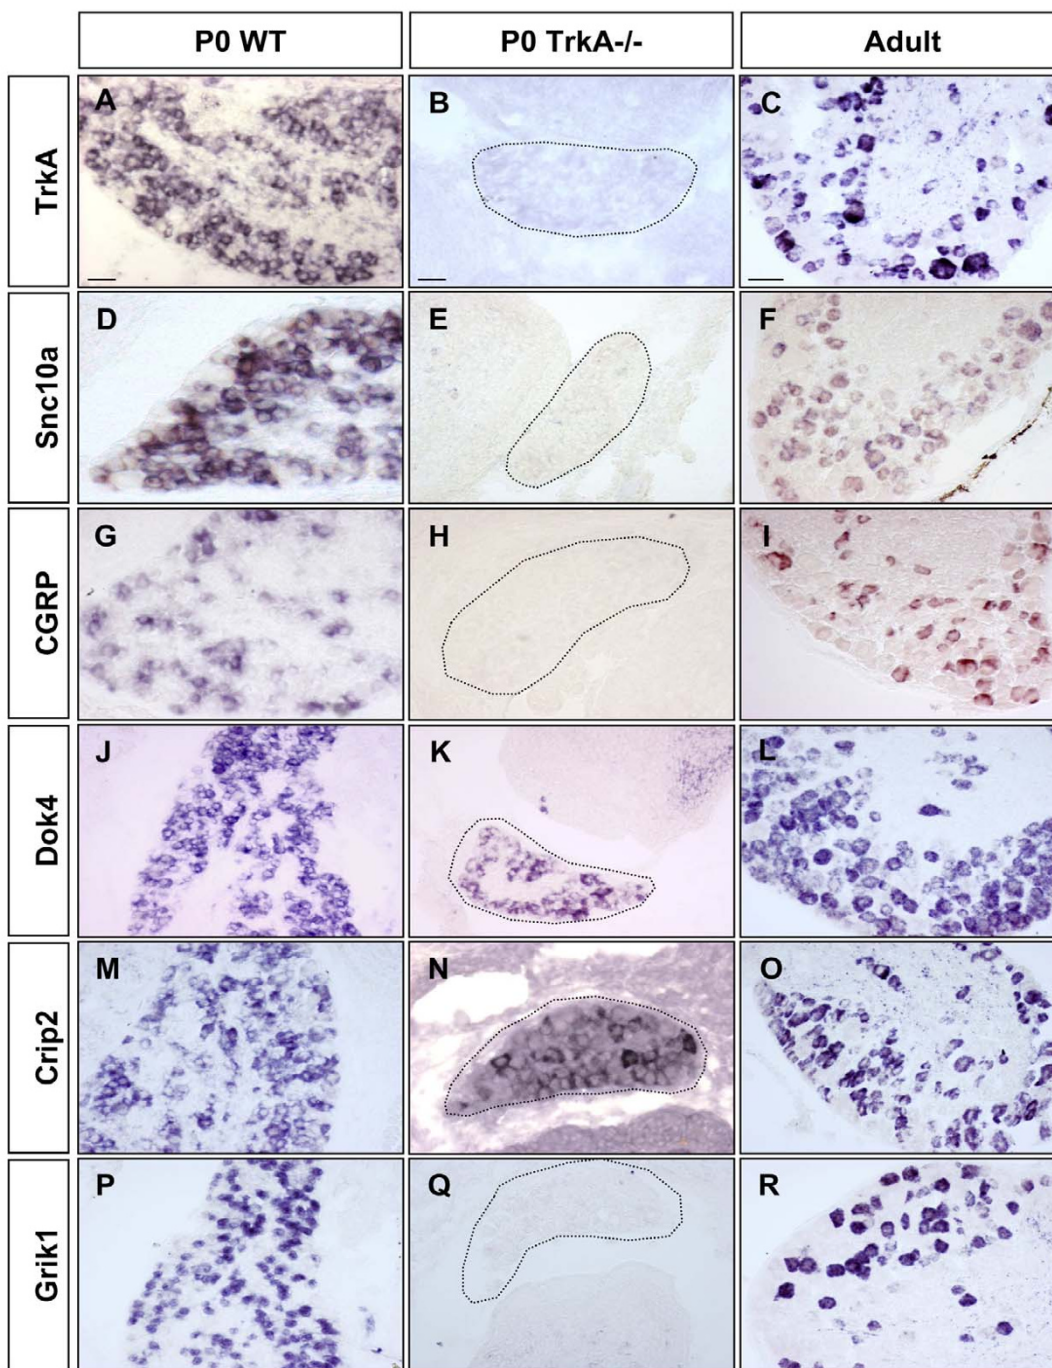 P0 WT P0 TrkA-/- Adult
TrkA A B C
Snc10a D E F
CGRP G H I
Dok4 J K L
Crip2 M N O
Grik1 P Q R